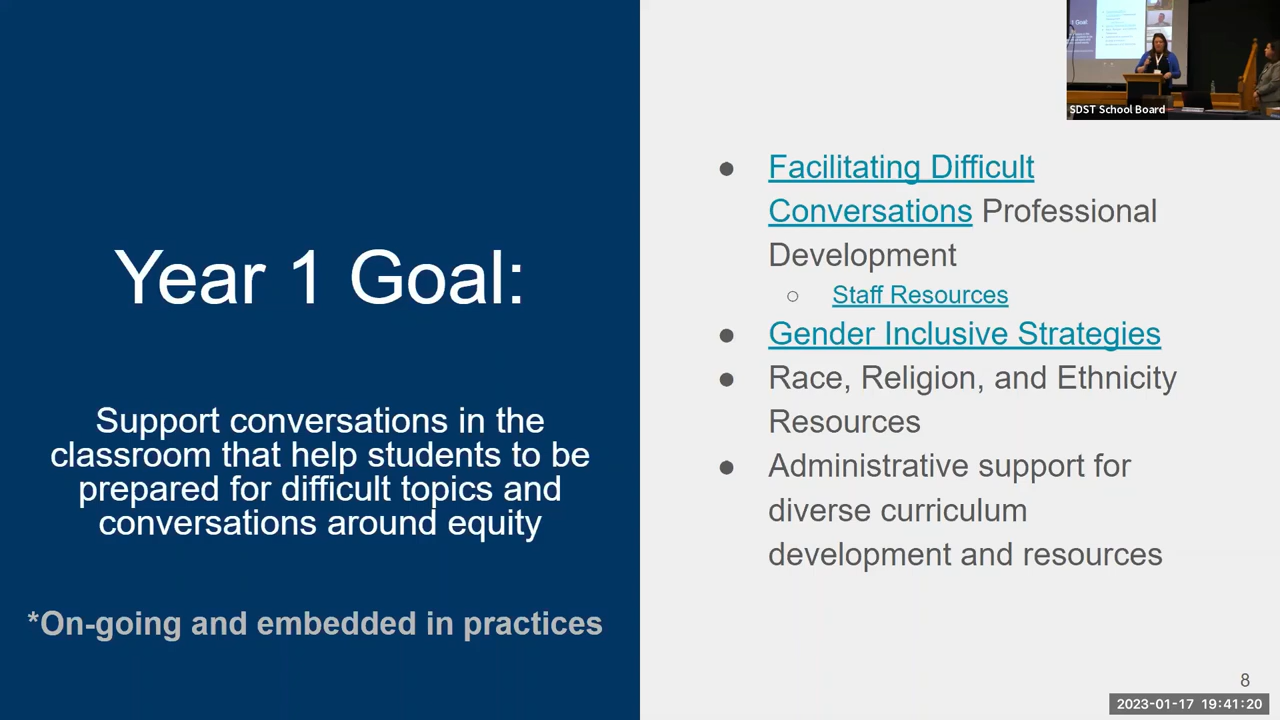 Year 1 Goal:
Support conversations in the
classroom that help students to be
prepared for difficult topics and
conversations around equity
*On-going and embedded in practices
SDST School Board
● Facilitating Difficult
Conversations Professional
Development
○ Staff Resources
● Gender Inclusive Strategies
● Race, Religion, and Ethnicity
Resources
● Administrative support for
diverse curriculum
development and resources
8
2023-01-17 19:41:20